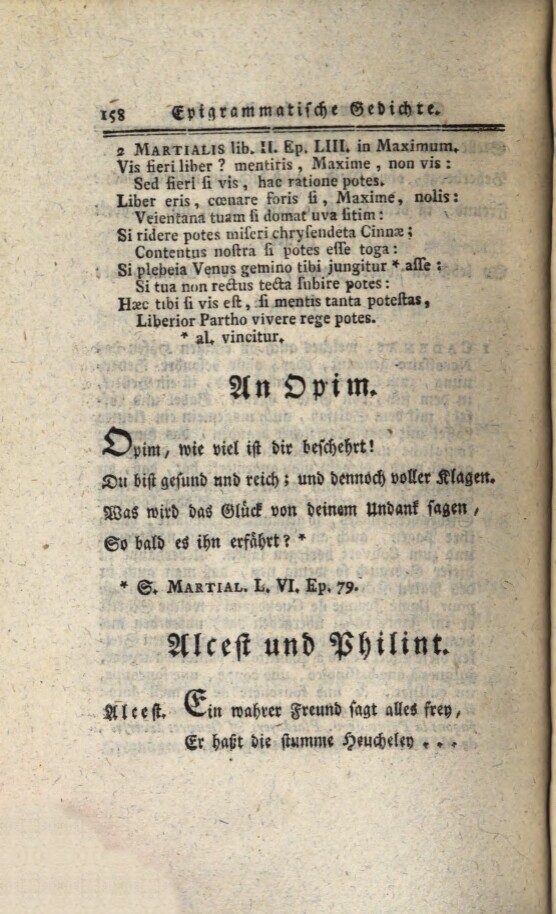 158 Epigrammatische Gedichte.
2 MARTIALIS lib. II. Ep. LIII. in Maximum.
Vis fieri liber ? mentiris, Maxime, non vis :
Sed fieri si vis, hac ratione potes.
Liber eris, cœnare foris si, Maxime, nolis :
Veientana tuam si domat uva sitim :
Si ridere potes miseri chrysendeta Cinnæ ;
Contentus nostra si potes esse toga :
Si plebeia Venus gemino tibi jungitur * asse :
Si tua non rectus tecta subire potes :
Hæc tibi si vis est, si mentis tanta potestas,
Liberior Partho vivere rege potes.
* al. vincitur.
An Opim.
Opim, wie viel ist dir beschehrt!
Du bist gesund und reich; und dennoch voller Klagen.
Was wird das Glück von deinem Undank sagen,
So bald es ihn erfährt? *
* S. MARTIAL. L. VI. Ep. 79.
Alcest und Philint.
Alcest. Ein wahrer Freund sagt alles frey,
Er haßt die stumme Heucheley . . .